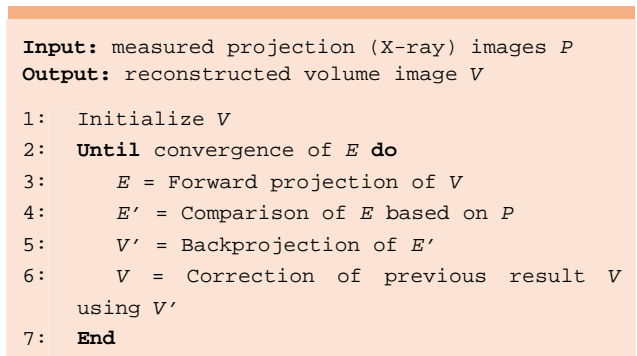 Input: measured projection (X-ray) images P
Output: reconstructed volume image V
1: Initialize V
2: Until convergence of E do
3: E = Forward projection of V
4: E′ = Comparison of E based on P
5: V′ = Backprojection of E′
6: V = Correction of previous result V
using V′
7: End